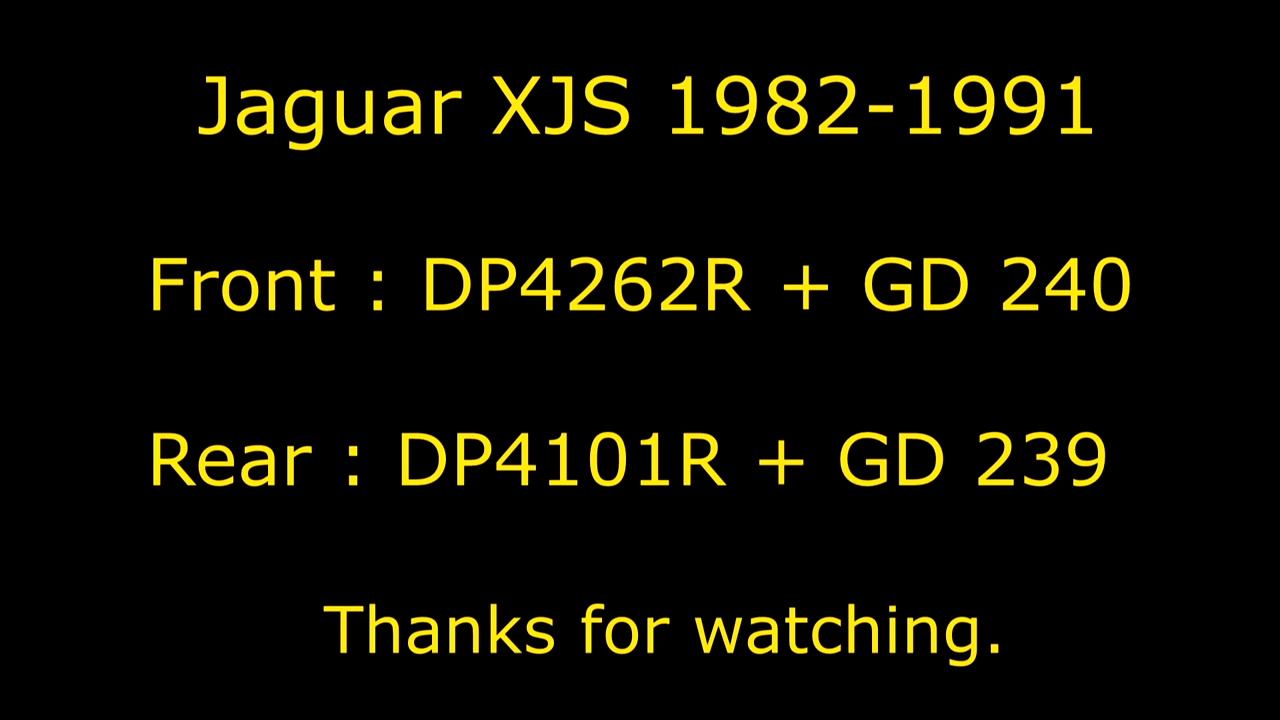 Jaguar XJS 1982-1991
Front : DP4262R + GD 240
Rear : DP4101R + GD 239
Thanks for watching.